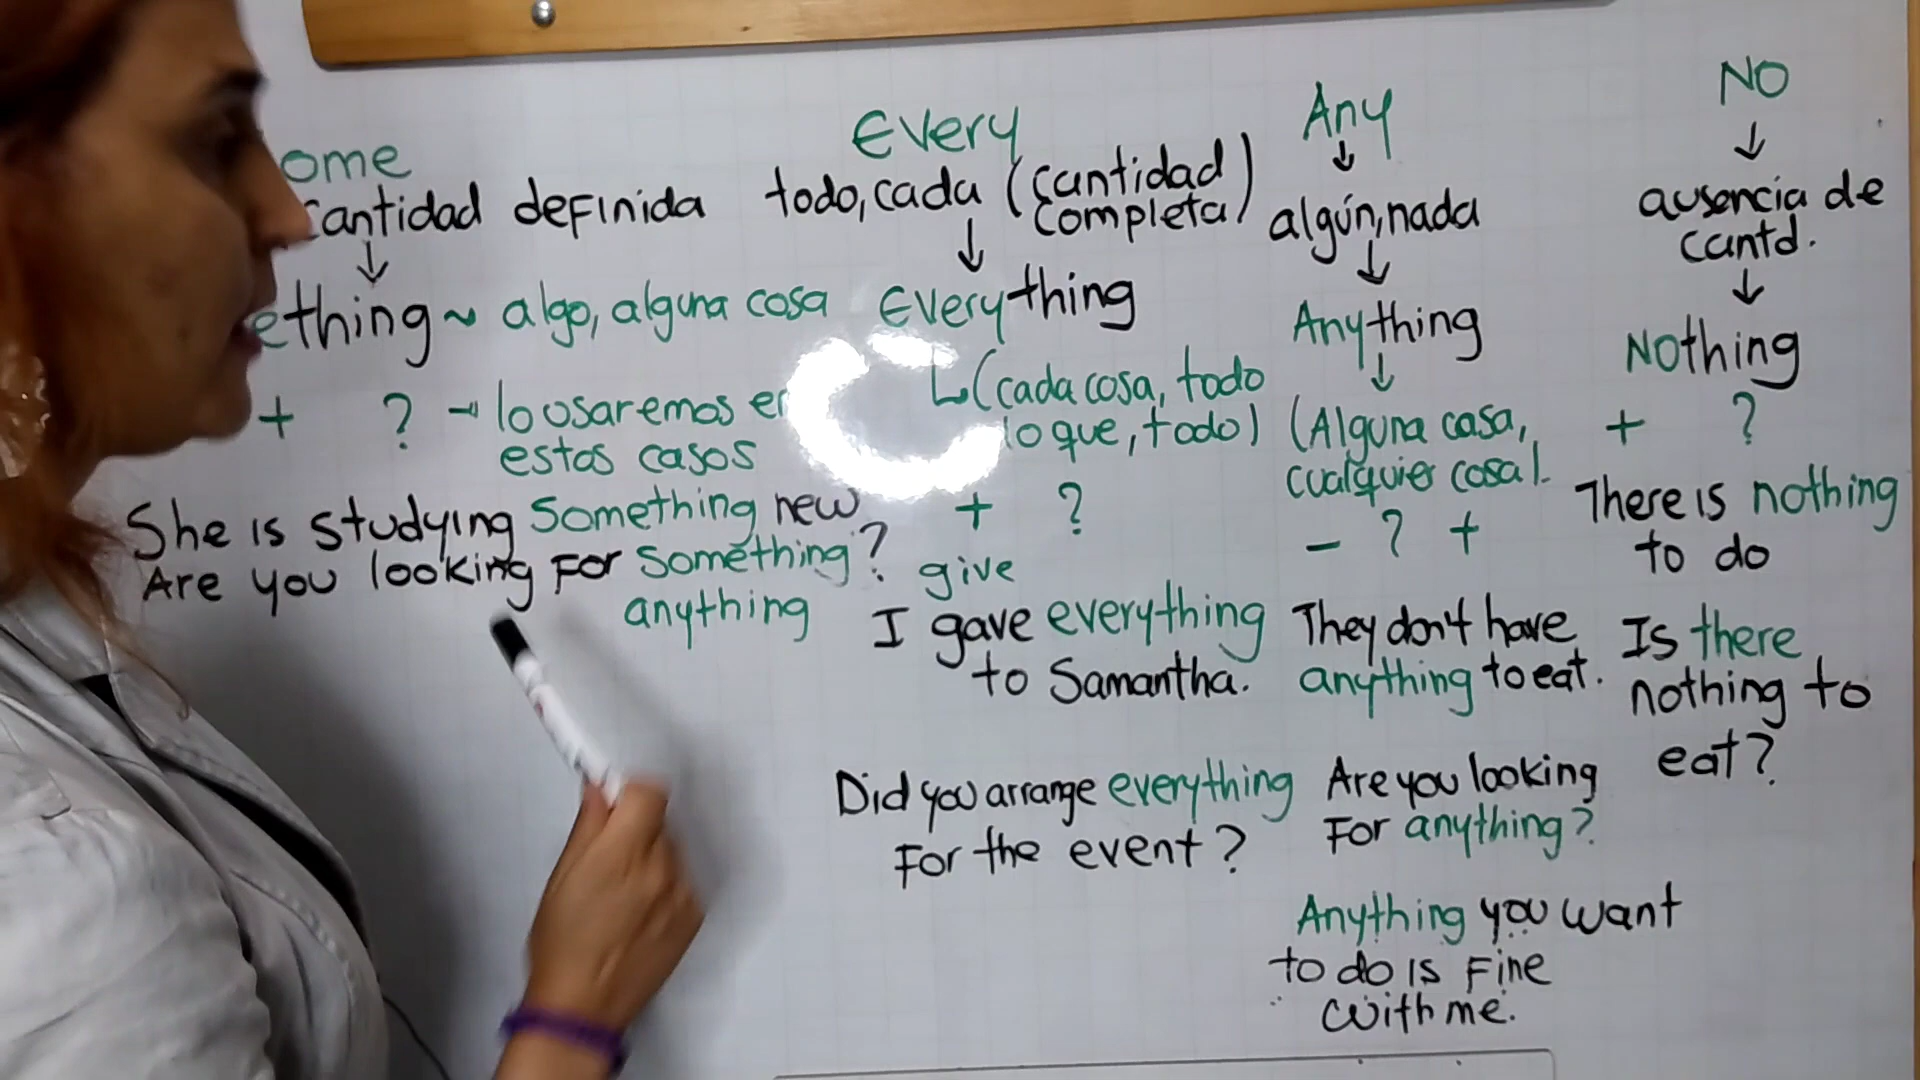 ome
cantidad definida
ething ~ algo, alguna cosa
+ ? → lo usaremos en
estos casos
She is studying something new
Are you looking for something?
anything
Every
todo, cada (cantidad
completa)
Everything
(cada cosa, todo
lo que, todo)
+ ?
give
I gave everything
to Samantha.
Did you arrange everything
For the event?
Any
algún, nada
Anything
(Alguna casa,
cualquier cosa).
- ? +
They don't have
anything to eat.
Are you looking
For anything?
Anything you want
to do is Fine
with me.
NO
ausencia de
cantd.
Nothing
+ ?
There is nothing
to do
Is there
nothing to
eat?